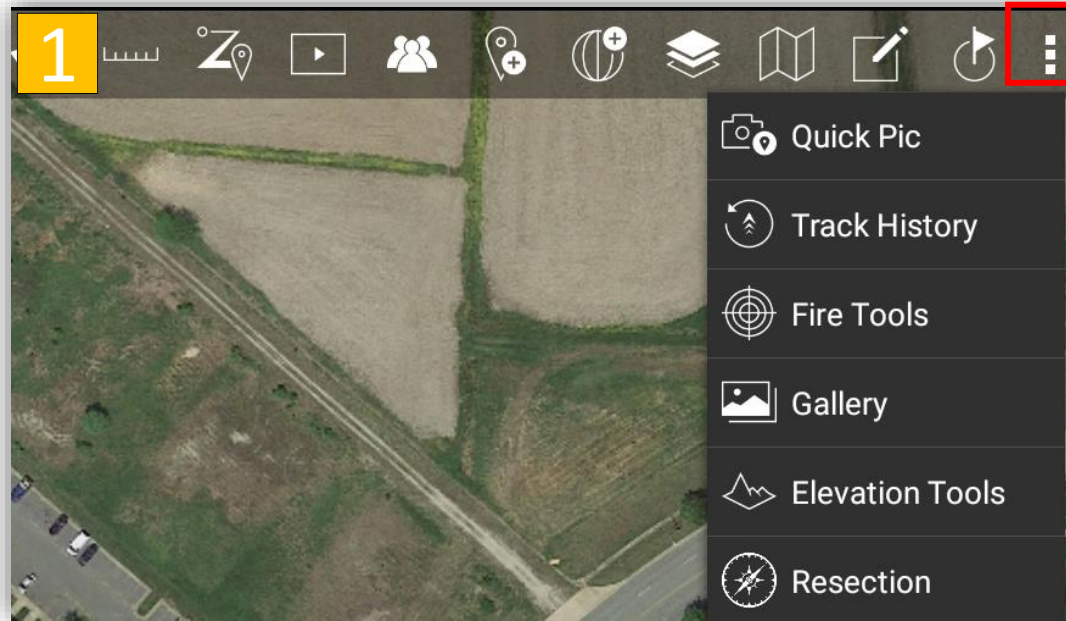 1
Quick Pic
Track History
Fire Tools
Gallery
Elevation Tools
Resection